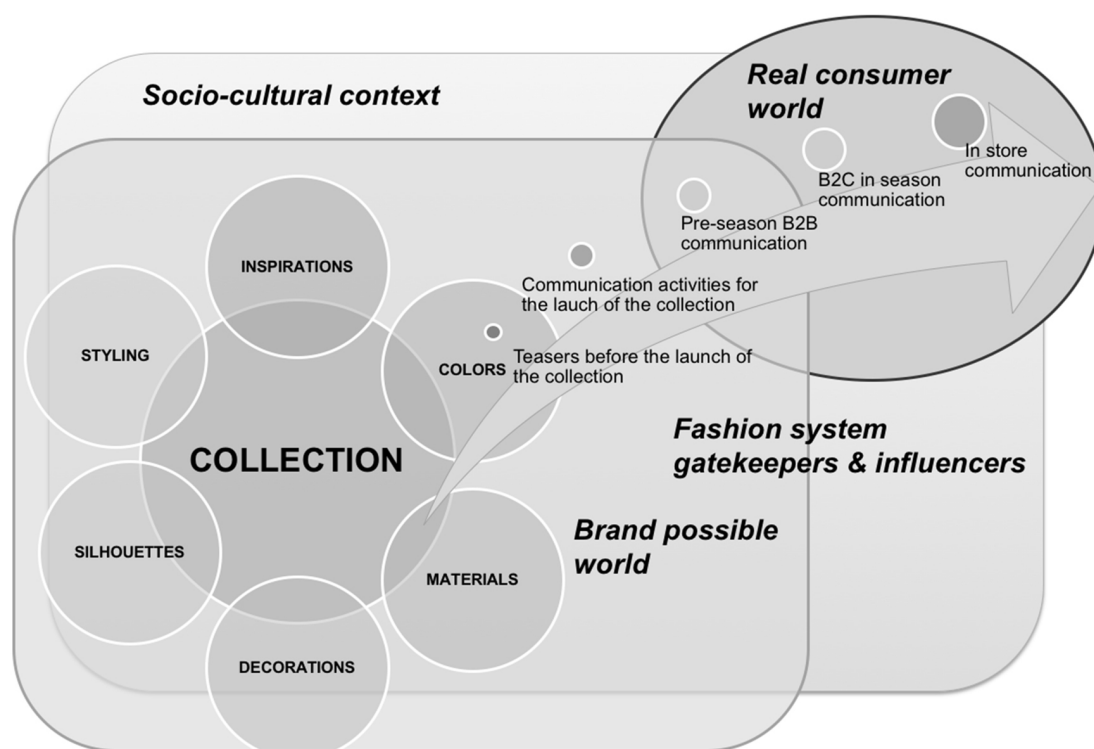 Socio-cultural context
Real consumer
world
In store
communication
B2C in season
communication
Pre-season B2B
communication
Communication activities for
the lauch of the collection
Teasers before the launch of
the collection
INSPIRATIONS
STYLING
COLORS
COLLECTION
SILHOUETTES
MATERIALS
DECORATIONS
Fashion system
gatekeepers & influencers
Brand possible
world